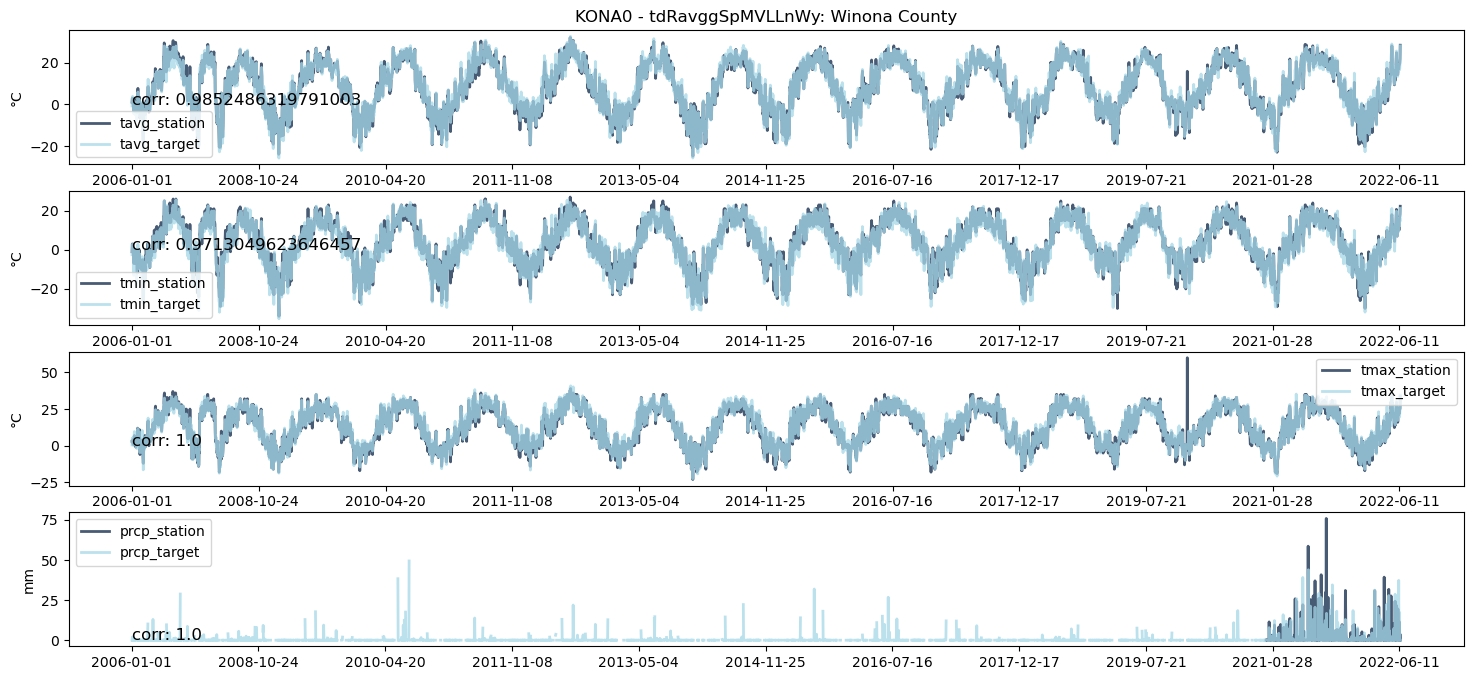 KONA0 - tdRavggSpMVLLnWy: Winona County
20
0
−20
°C
corr: 0.9852486319791003
tavg_station
tavg_target
2006-01-01 2008-10-24 2010-04-20 2011-11-08 2013-05-04 2014-11-25 2016-07-16 2017-12-17 2019-07-21 2021-01-28 2022-06-11
20
0
−20
°C
corr: 0.9713049623646457
tmin_station
tmin_target
2006-01-01 2008-10-24 2010-04-20 2011-11-08 2013-05-04 2014-11-25 2016-07-16 2017-12-17 2019-07-21 2021-01-28 2022-06-11
50
25
0
−25
°C
corr: 1.0
tmax_station
tmax_target
2006-01-01 2008-10-24 2010-04-20 2011-11-08 2013-05-04 2014-11-25 2016-07-16 2017-12-17 2019-07-21 2021-01-28 2022-06-11
75
50
25
0
mm
prcp_station
prcp_target
corr: 1.0
2006-01-01 2008-10-24 2010-04-20 2011-11-08 2013-05-04 2014-11-25 2016-07-16 2017-12-17 2019-07-21 2021-01-28 2022-06-11